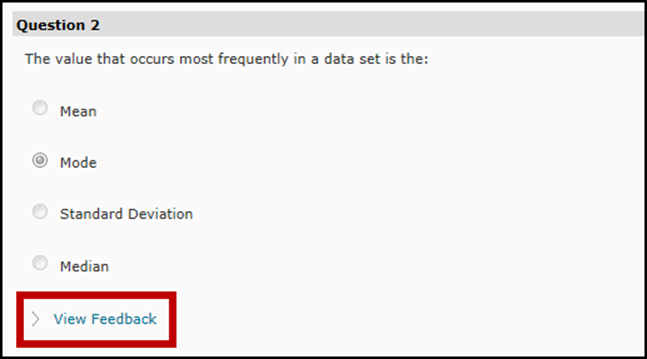 Question 2
The value that occurs most frequently in a data set is the:
Mean
Mode
Standard Deviation
Median
View Feedback